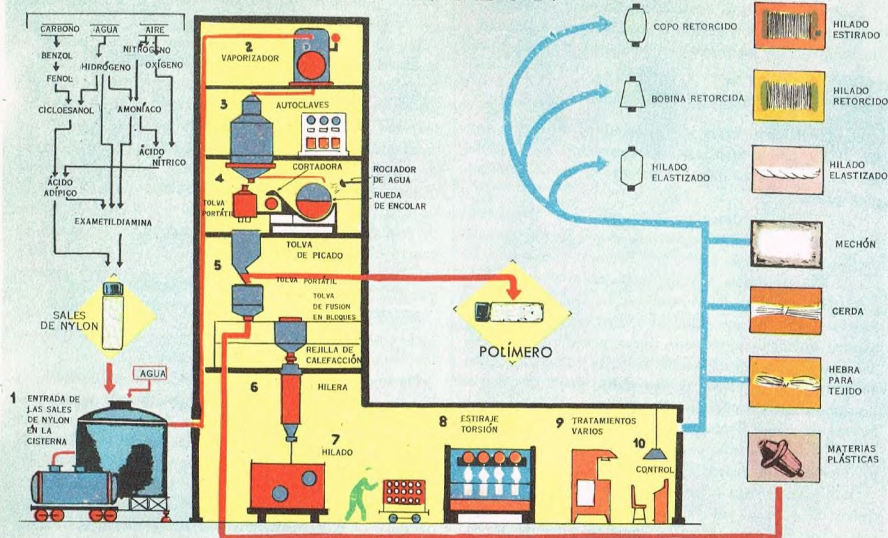 CARBONO
AGUA
AIRE
BENZOL
HIDRÓGENO
NITRÓGENO
OXÍGENO
FENOL
CICLOESANOL
AMONÍACO
ÁCIDO
NÍTRICO
ÁCIDO
ADÍPICO
EXAMETILDIAMINA
SALES
DE NYLON
AGUA
1 ENTRADA DE
LAS SALES
DE NYLON
EN LA
CISTERNA
2
VAPORIZADOR
3
AUTOCLAVES
4
CORTADORA
ROCIADOR
DE AGUA
RUEDA
DE ENCOLAR
TOLVA
PORTÁTIL
TOLVA
DE PICADO
5
TOLVA PORTÁTIL
TOLVA
DE FUSION
EN BLOQUES
REJILLA DE
CALEFACCIÓN
6
HILERA
7
HILADO
8
ESTIRAJE
TORSIÓN
9 TRATAMIENTOS
VARIOS
10
CONTROL
POLÍMERO
COPO RETORCIDO
BOBINA RETORCIDA
HILADO
ELASTIZADO
HILADO
ESTIRADO
HILADO
RETORCIDO
HILADO
ELASTIZADO
MECHÓN
CERDA
HEBRA
PARA
TEJIDO
MATERIAS
PLÁSTICAS